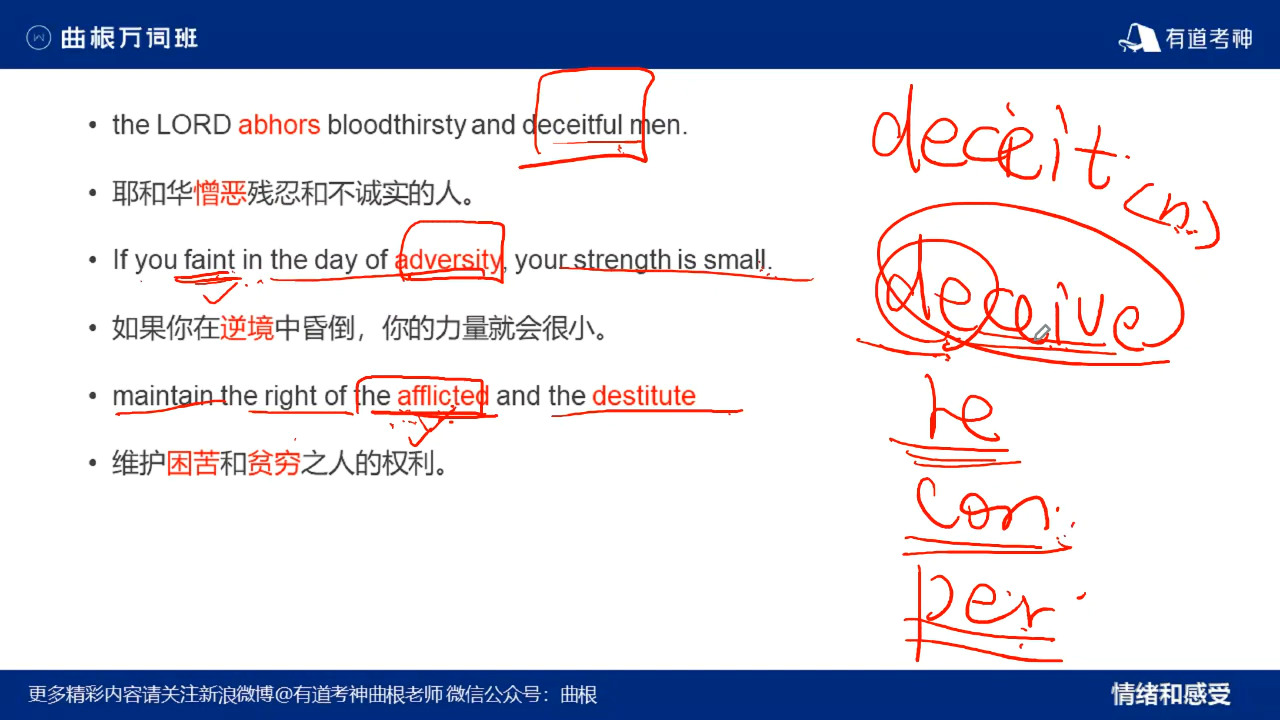 曲根万词班
有道考神
• the LORD abhors bloodthirsty and deceitful men.
• 耶和华憎恶残忍和不诚实的人。
• If you faint in the day of adversity, your strength is small.
• 如果你在逆境中昏倒，你的力量就会很小。
• maintain the right of the afflicted and the destitute
• 维护困苦和贫穷之人的权利。
deceit
(n)
deceive
re
con
per
更多精彩内容请关注新浪微博@有道考神曲根老师 微信公众号：曲根
情绪和感受